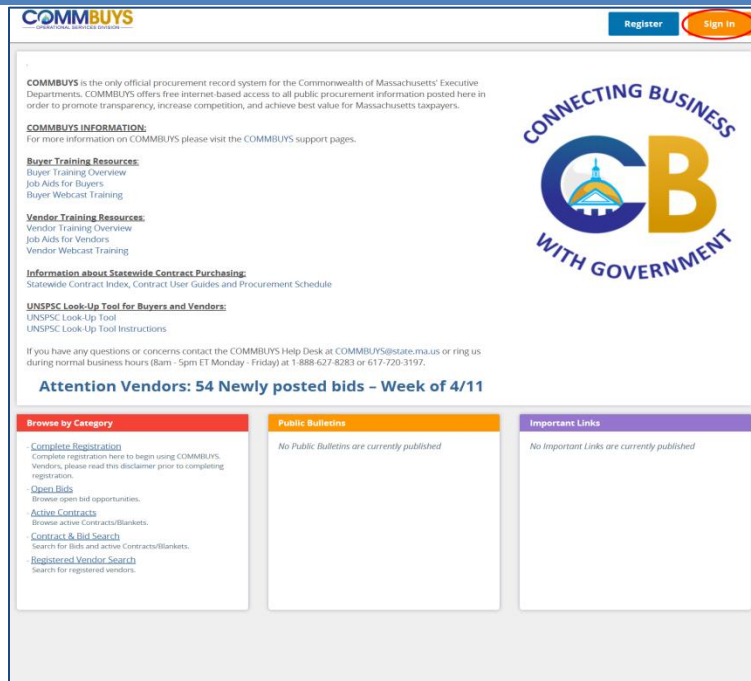 COMMBUYS
OPERATIONAL SERVICES DIVISION
Register
Sign In
COMMBUYS is the only official procurement record system for the Commonwealth of Massachusetts' Executive
Departments. COMMBUYS offers free internet-based access to all public procurement information posted here in
order to promote transparency, increase competition, and achieve best value for Massachusetts taxpayers.
COMMBUYS INFORMATION:
For more information on COMMBUYS please visit the COMMBUYS support pages.
Buyer Training Resources:
Buyer Training Overview
Job Aids for Buyers
Buyer Webcast Training
Vendor Training Resources:
Vendor Training Overview
Job Aids for Vendors
Vendor Webcast Training
Information about Statewide Contract Purchasing:
Statewide Contract Index, Contract User Guides and Procurement Schedule
UNSPSC Look-Up Tool for Buyers and Vendors:
UNSPSC Look-Up Tool
UNSPSC Look-Up Tool Instructions
If you have any questions or concerns contact the COMMBUYS Help Desk at COMMBUYS@state.ma.us or ring us
during normal business hours (8am - 5pm ET Monday - Friday) at 1-888-627-8283 or 617-720-3197.
Attention Vendors: 54 Newly posted bids – Week of 4/11
CONNECTING BUSINESS
CB
WITH GOVERNMENT
Browse by Category
- Complete Registration
Complete registration here to begin using COMMBUYS.
Vendors, please read this disclaimer prior to completing
registration.
- Open Bids
Browse open bid opportunities.
- Active Contracts
Browse active Contracts/Blankets.
- Contract & Bid Search
Search for Bids and active Contracts/Blankets.
- Registered Vendor Search
Search for registered vendors.
Public Bulletins
No Public Bulletins are currently published
Important Links
No Important Links are currently published